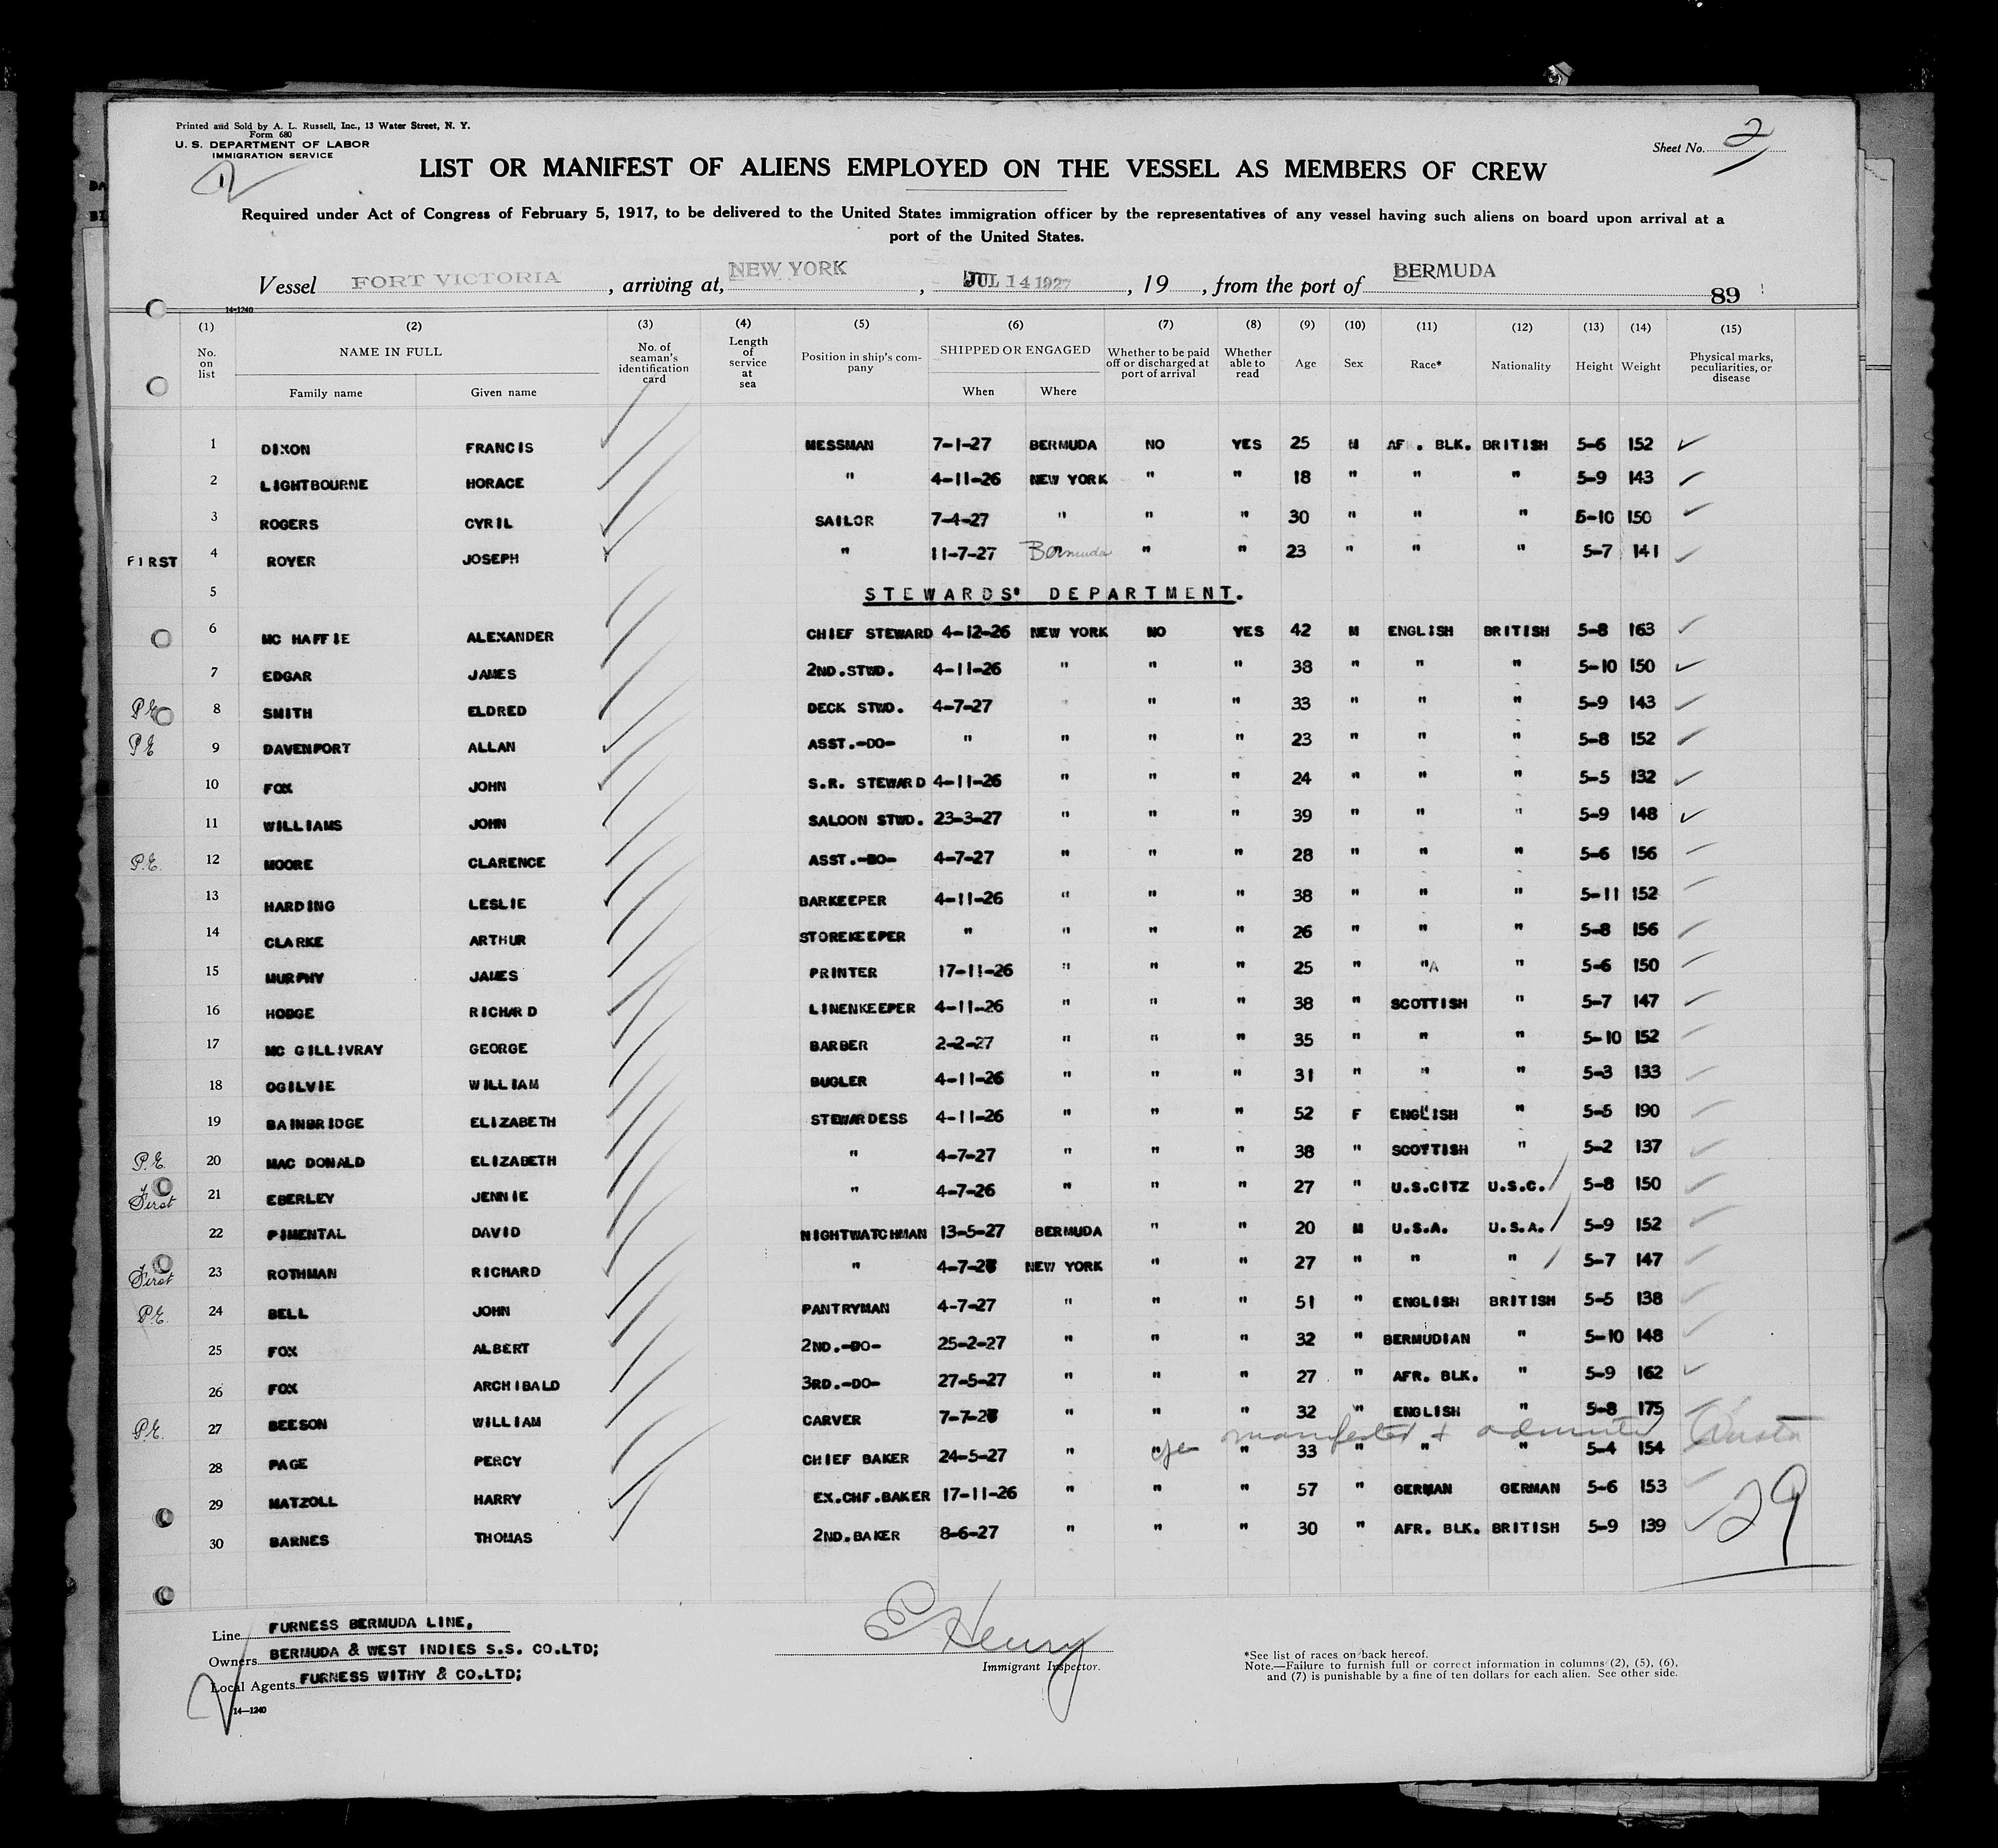 Printed and Sold by A. L. Russell, Inc., 13 Water Street, N. Y.
Form 680
U. S. DEPARTMENT OF LABOR
IMMIGRATION SERVICE
Sheet No. 2
LIST OR MANIFEST OF ALIENS EMPLOYED ON THE VESSEL AS MEMBERS OF CREW
Required under Act of Congress of February 5, 1917, to be delivered to the United States immigration officer by the representatives of any vessel having such aliens on board upon arrival at a
port of the United States.
Vessel FORT VICTORIA, arriving at, NEW YORK, JUL 14 1927, 19, from the port of BERMUDA
89
14-1240
(1) (2) (3) (4) (5) (6) (7) (8) (9) (10) (11) (12) (13) (14) (15)
No. on list NAME IN FULL Family name Given name No. of seaman's identification card Length of service at sea Position in ship's company SHIPPED OR ENGAGED When Where Whether to be paid off or discharged at port of arrival Whether able to read Age Sex Race* Nationality Height Weight Physical marks, peculiarities, or disease
1 DIXON FRANCIS MESSMAN 7-1-27 BERMUDA NO YES 25 M AF. BLK. BRITISH 5-6 152
2 LIGHTBOURNE HORACE " 4-11-26 NEW YORK " " 18 " " " 5-9 143
3 ROGERS CYRIL SAILOR 7-4-27 " " " 30 " " " 5-10 150
FIRST 4 ROYER JOSEPH " 11-7-27 Bermuda " " 23 " " " 5-7 141
5 STEWARDS' DEPARTMENT.
6 MC HAFFIE ALEXANDER CHIEF STEWARD 4-12-26 NEW YORK NO YES 42 M ENGLISH BRITISH 5-8 163
7 EDGAR JAMES 2ND.STWD. 4-11-26 " " " 38 " " " 5-10 150
P.E. 8 SMITH ELDRED DECK STWD. 4-7-27 " " " 33 " " " 5-9 143
P.E 9 DAVENPORT ALLAN ASST.-DO- " " " " 23 " " " 5-8 152
10 FOX JOHN S.R. STEWARD 4-11-26 " " " 24 " " " 5-5 132
11 WILLIAMS JOHN SALOON STWD. 23-3-27 " " " 39 " " " 5-9 148
P.E. 12 MOORE CLARENCE ASST.-DO- 4-7-27 " " " 28 " " " 5-6 156
13 HARDING LESLIE BARKEEPER 4-11-26 " " " 38 " " " 5-11 152
14 CLARKE ARTHUR STOREKEEPER " " " " 26 " " " 5-8 156
15 MURPHY JAMES PRINTER 17-11-26 " " " 25 " " " 5-6 150
16 HODGE RICHARD LINENKEEPER 4-11-26 " " " 38 " SCOTTISH " 5-7 147
17 MC GILLIVRAY GEORGE BARBER 2-2-27 " " " 35 " " " 5-10 152
18 OGILVIE WILLIAM BUGLER 4-11-26 " " " 31 " " " 5-3 133
19 BAINBRIDGE ELIZABETH STEWARDESS 4-11-26 " " " 52 F ENGLISH " 5-5 190
P.E. 20 MAC DONALD ELIZABETH " 4-7-27 " " " 38 " SCOTTISH " 5-2 137
First 21 EBERLEY JENNIE " 4-7-26 " " " 27 " U.S.CITZ U.S.C. 5-8 150
22 PIMENTAL DAVID NIGHTWATCHMAN 13-5-27 BERMUDA " " 20 M U.S.A. U.S.A. 5-9 152
First 23 ROTHMAN RICHARD " 4-7-27 NEW YORK " " 27 " " " 5-7 147
P.E. 24 BELL JOHN PANTRYMAN 4-7-27 " " " 51 " ENGLISH BRITISH 5-5 138
25 FOX ALBERT 2ND.-DO- 25-2-27 " " " 32 " BERMUDIAN " 5-10 148
26 FOX ARCHIBALD 3RD.-DO- 27-5-27 " " " 27 " AFR. BLK. " 5-9 162
P.E. 27 BEESON WILLIAM CARVER 7-7-27 " " " 32 " ENGLISH " 5-8 175
manifested +
28 PAGE PERCY CHIEF BAKER 24-5-27 " " " 33 " " " 5-4 154
29 MATZOLL HARRY EX.CHF.BAKER 17-11-26 " " " 57 " GERMAN GERMAN 5-6 153
30 BARNES THOMAS 2ND.BAKER 8-6-27 " " " 30 " AFR. BLK. BRITISH 5-9 139
29
Line FURNESS BERMUDA LINE,
Owners BERMUDA & WEST INDIES S.S. CO.LTD;
Local Agents FURNESS WITHY & CO.LTD;
14-1240
E Henry
Immigrant Inspector.
*See list of races on back hereof.
Note.—Failure to furnish full or correct information in columns (2), (5), (6),
and (7) is punishable by a fine of ten dollars for each alien. See other side.